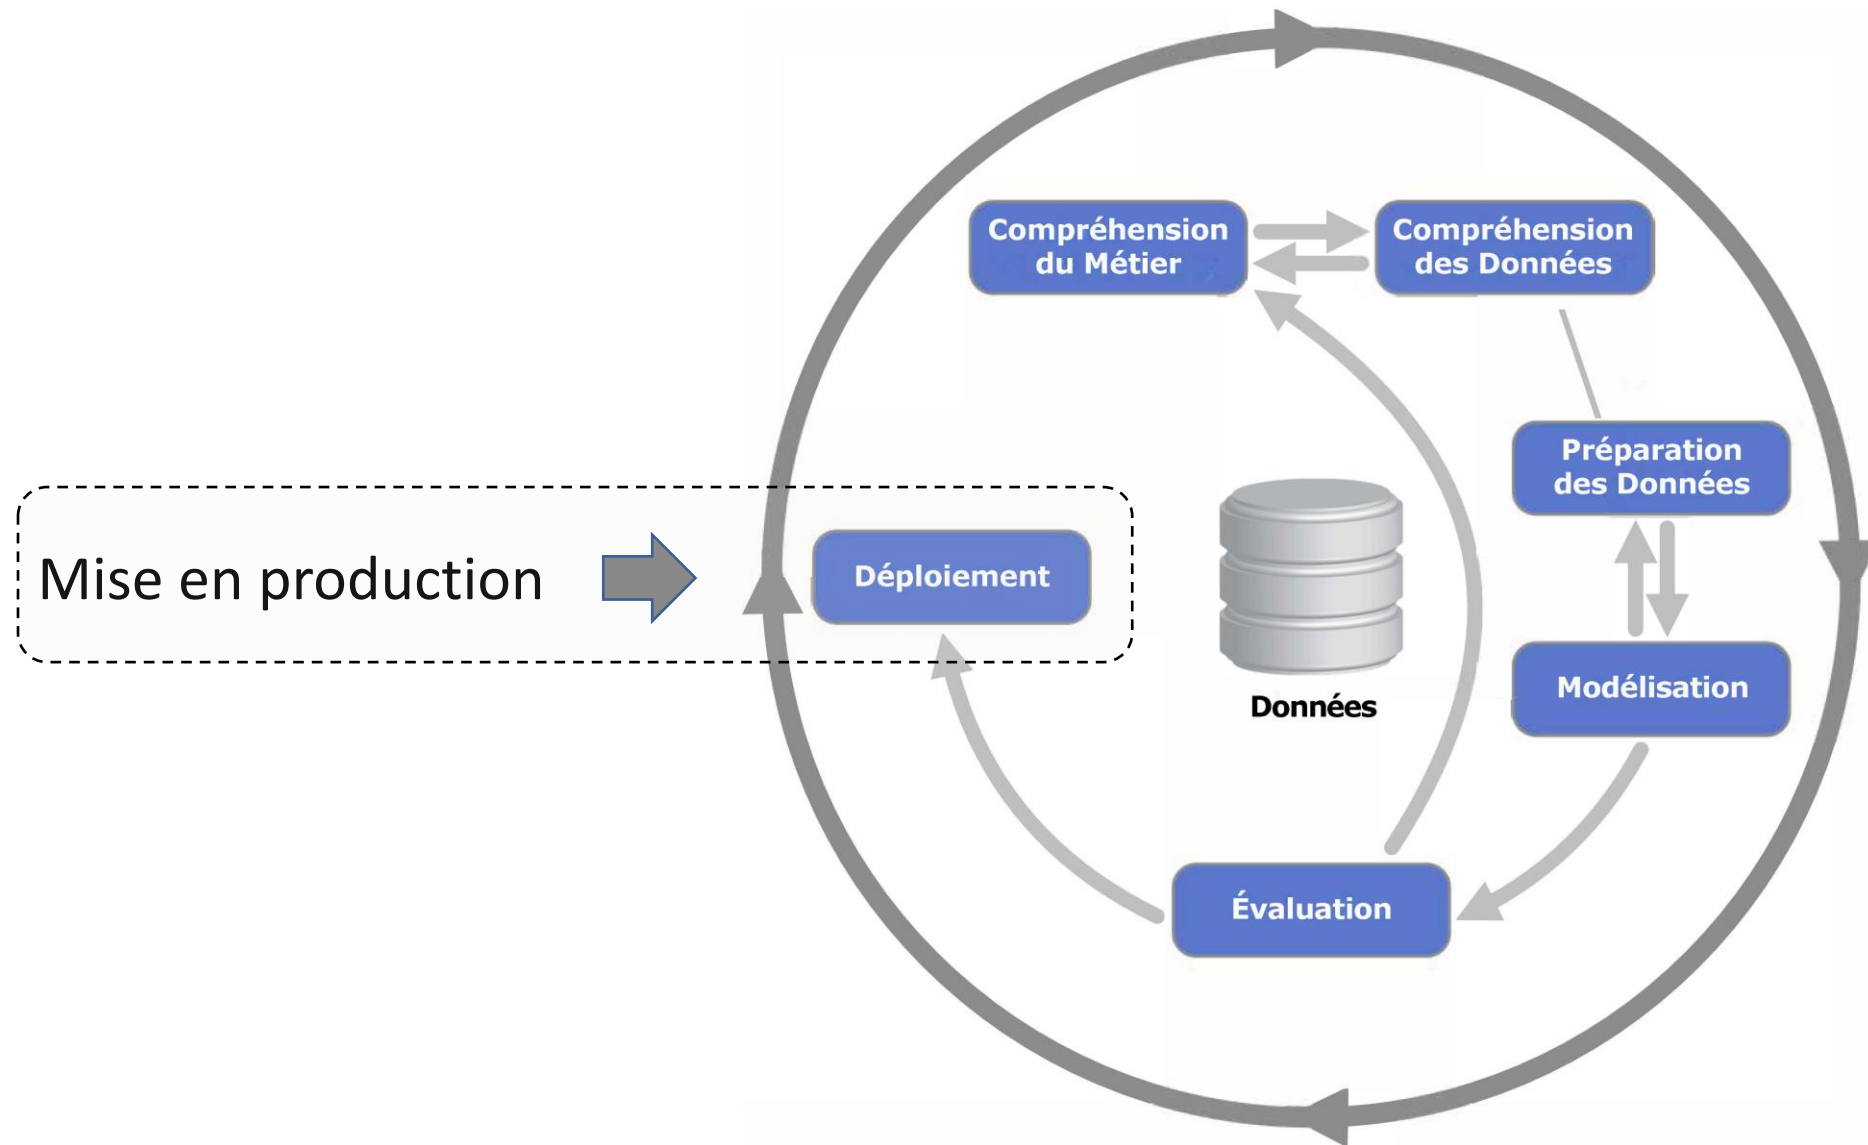 Compréhension
du Métier
Compréhension
des Données
Préparation
des Données
Mise en production
Déploiement
Modélisation
Données
Évaluation